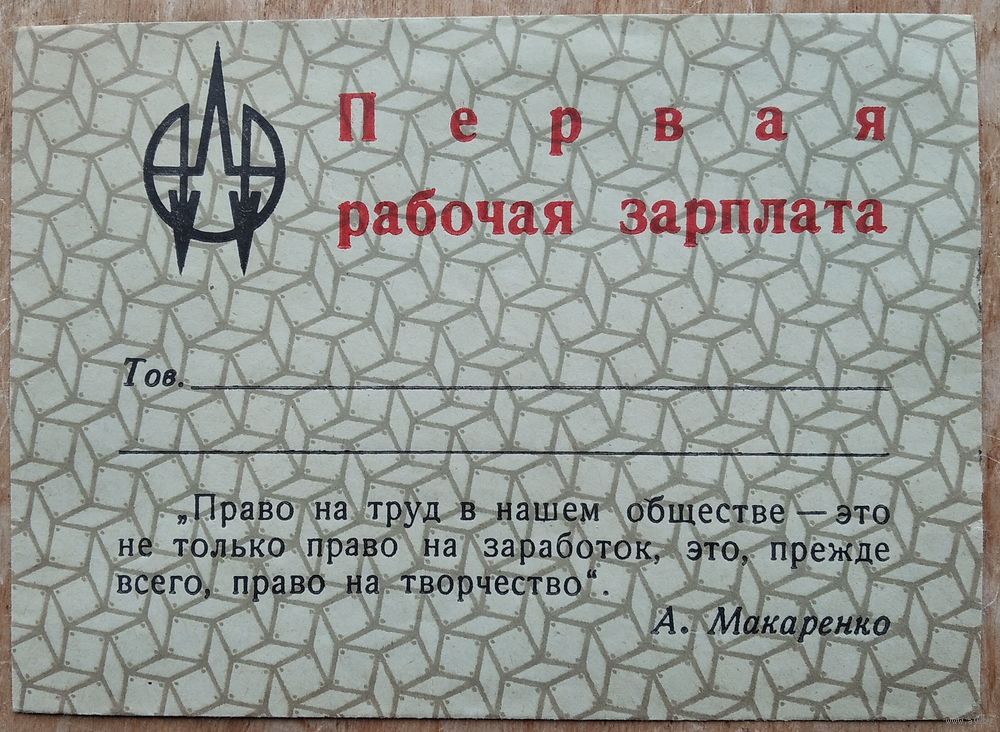 Первая
рабочая зарплата
Тов.
„Право на труд в нашем обществе — это
не только право на заработок, это, прежде
всего, право на творчество“.
А. Макаренко